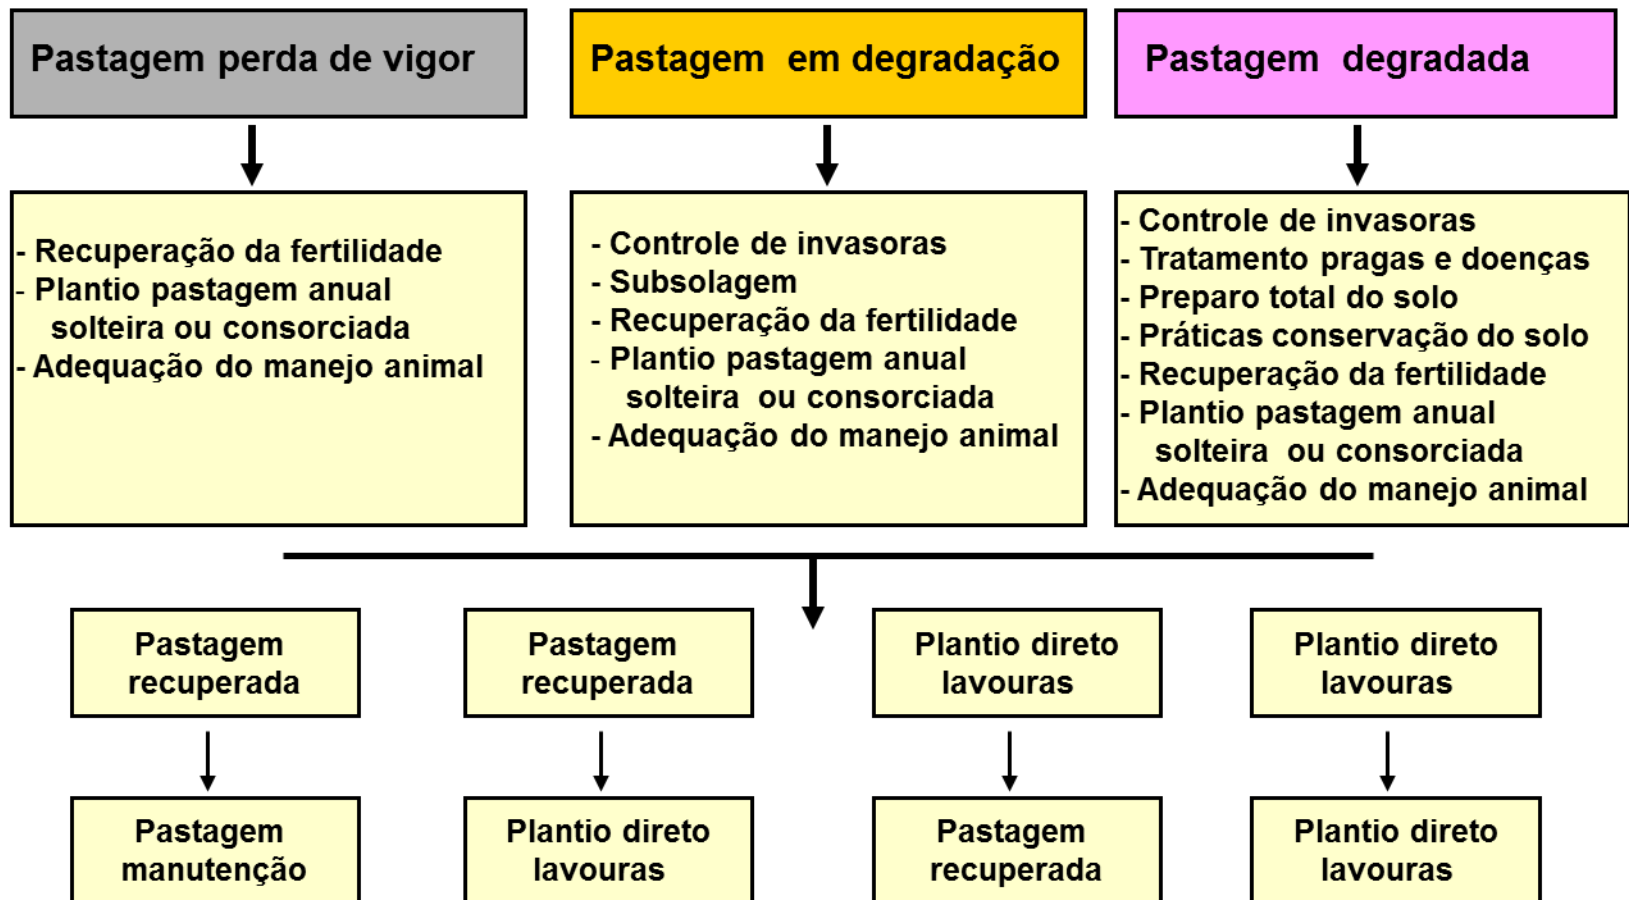 Pastagem perda de vigor
Pastagem em degradação
Pastagem degradada
- Recuperação da fertilidade
- Plantio pastagem anual
solteira ou consorciada
- Adequação do manejo animal
- Controle de invasoras
- Subsolagem
- Recuperação da fertilidade
- Plantio pastagem anual
solteira ou consorciada
- Adequação do manejo animal
- Controle de invasoras
- Tratamento pragas e doenças
- Preparo total do solo
- Práticas conservação do solo
- Recuperação da fertilidade
- Plantio pastagem anual
solteira ou consorciada
- Adequação do manejo animal
Pastagem
recuperada
Pastagem
recuperada
Plantio direto
lavouras
Plantio direto
lavouras
Pastagem
manutenção
Plantio direto
lavouras
Pastagem
recuperada
Plantio direto
lavouras